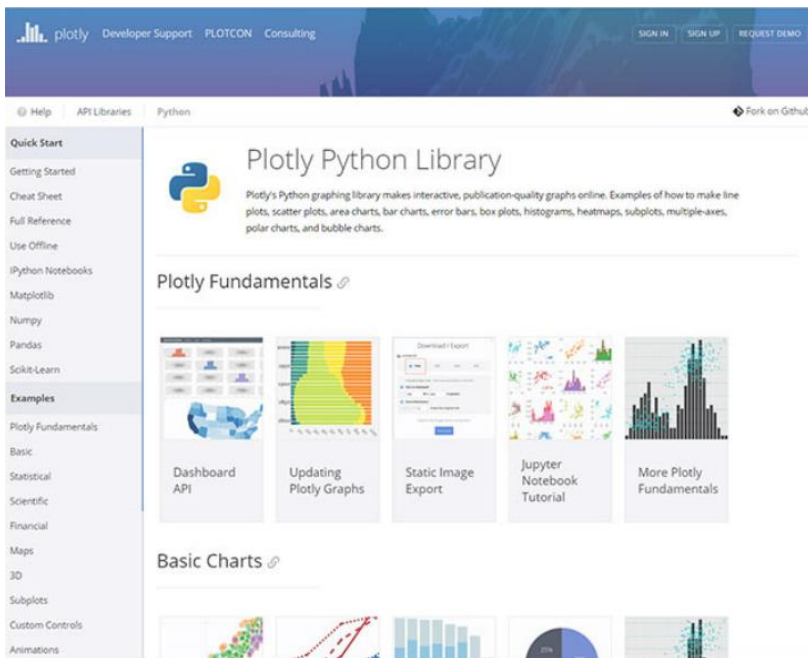 plotly Developer Support PLOTCON Consulting
SIGN IN SIGN UP REQUEST DEMO
Help API Libraries Python
Fork on Github
Quick Start
Getting Started
Cheat Sheet
Full Reference
Use Offline
IPython Notebooks
Matplotlib
Numpy
Pandas
Scikit-Learn
Examples
Plotly Fundamentals
Basic
Statistical
Scientific
Financial
Maps
3D
Subplots
Custom Controls
Animations
Plotly Python Library
Plotly's Python graphing library makes interactive, publication-quality graphs online. Examples of how to make line
plots, scatter plots, area charts, bar charts, error bars, box plots, histograms, heatmaps, subplots, multiple-axes,
polar charts, and bubble charts.
Plotly Fundamentals
Download / Export
Dashboard
API
Updating
Plotly Graphs
Static Image
Export
Jupyter
Notebook
Tutorial
More Plotly
Fundamentals
Basic Charts
25%